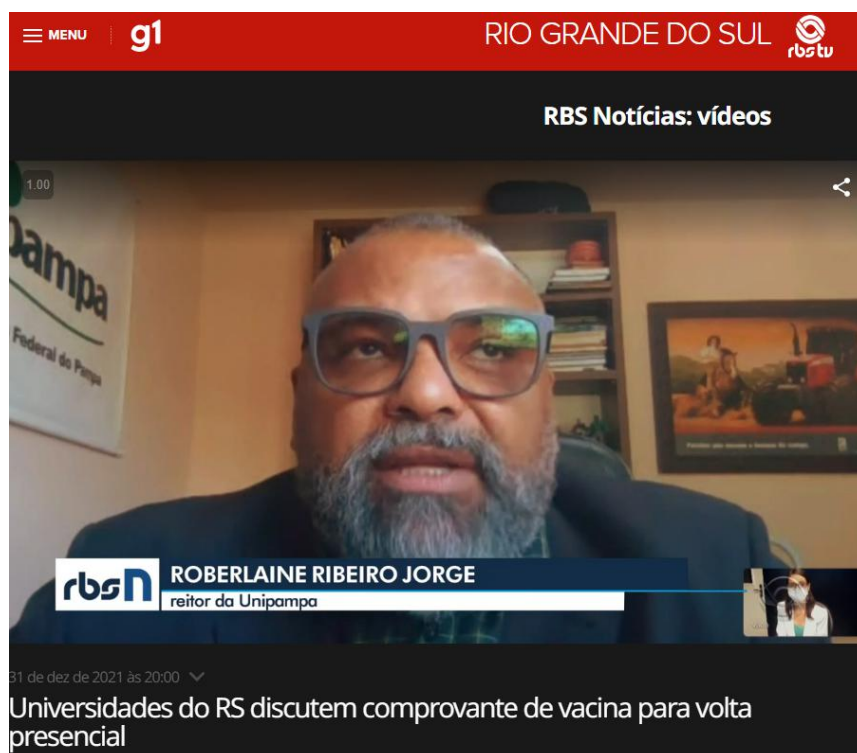 MENU
g1
RIO GRANDE DO SUL
rbs tv
RBS Notícias: vídeos
1.00
pampa
Federal do Pampa
rbs n
ROBERLAINE RIBEIRO JORGE
reitor da Unipampa
31 de dez de 2021 às 20:00
Universidades do RS discutem comprovante de vacina para volta
presencial